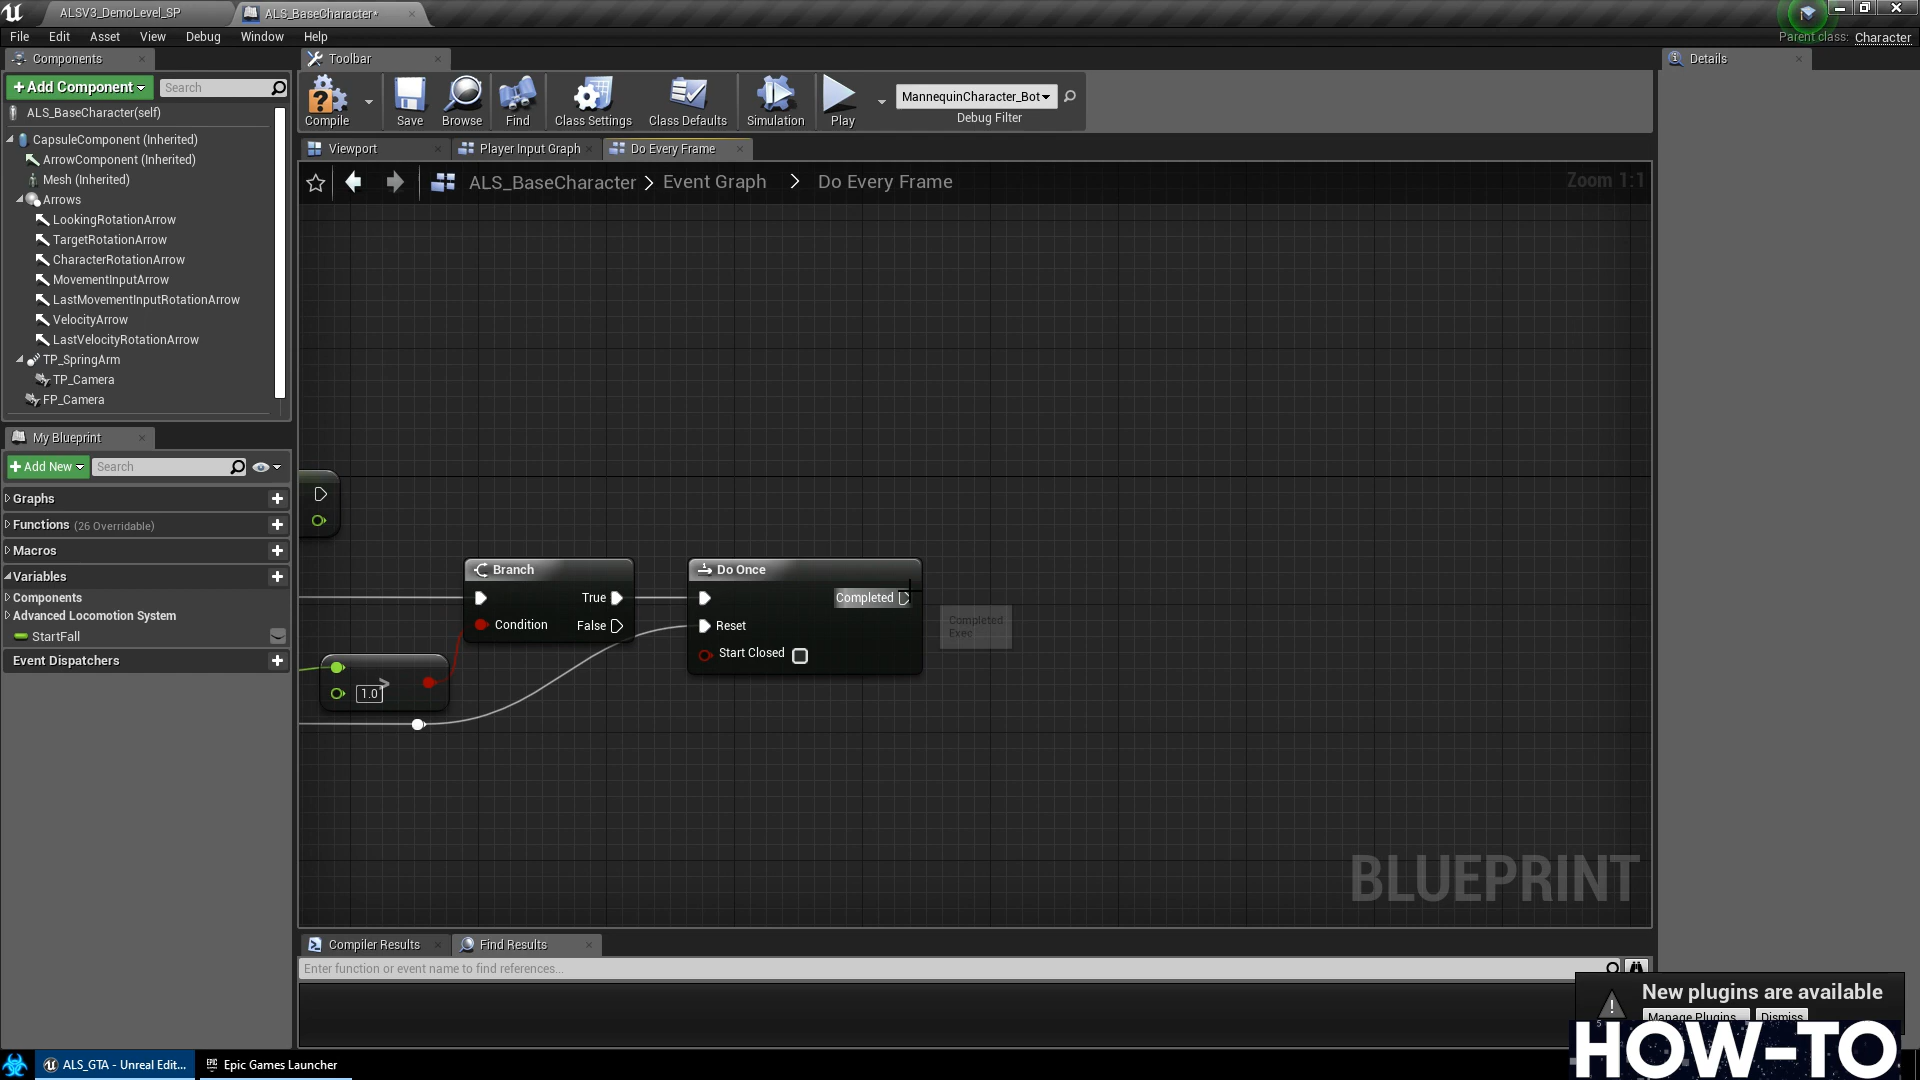 ALSV3_DemoLevel_SP
ALS_BaseCharacter*
File Edit Asset View Debug Window Help
Parent class: Character
Components
+Add Component
Search
ALS_BaseCharacter(self)
CapsuleComponent (Inherited)
ArrowComponent (Inherited)
Mesh (Inherited)
Arrows
LookingRotationArrow
TargetRotationArrow
CharacterRotationArrow
MovementInputArrow
LastMovementInputRotationArrow
VelocityArrow
LastVelocityRotationArrow
TP_SpringArm
TP_Camera
FP_Camera
My Blueprint
+Add New
Search
Graphs
Functions (26 Overridable)
Macros
Variables
Components
Advanced Locomotion System
StartFall
Event Dispatchers
Toolbar
Compile
Save
Browse
Find
Class Settings
Class Defaults
Simulation
Play
MannequinCharacter_Bot
Debug Filter
Viewport
Player Input Graph
Do Every Frame
ALS_BaseCharacter > Event Graph > Do Every Frame
Zoom 1:1
Branch
True
Condition
False
>
1.0
Do Once
Completed
Reset
Start Closed
Completed
Exec
BLUEPRINT
Compiler Results
Find Results
Enter function or event name to find references...
Details
New plugins are available
Manage Plugins...
Dismiss
HOW-TO
ALS_GTA - Unreal Edit...
Epic Games Launcher